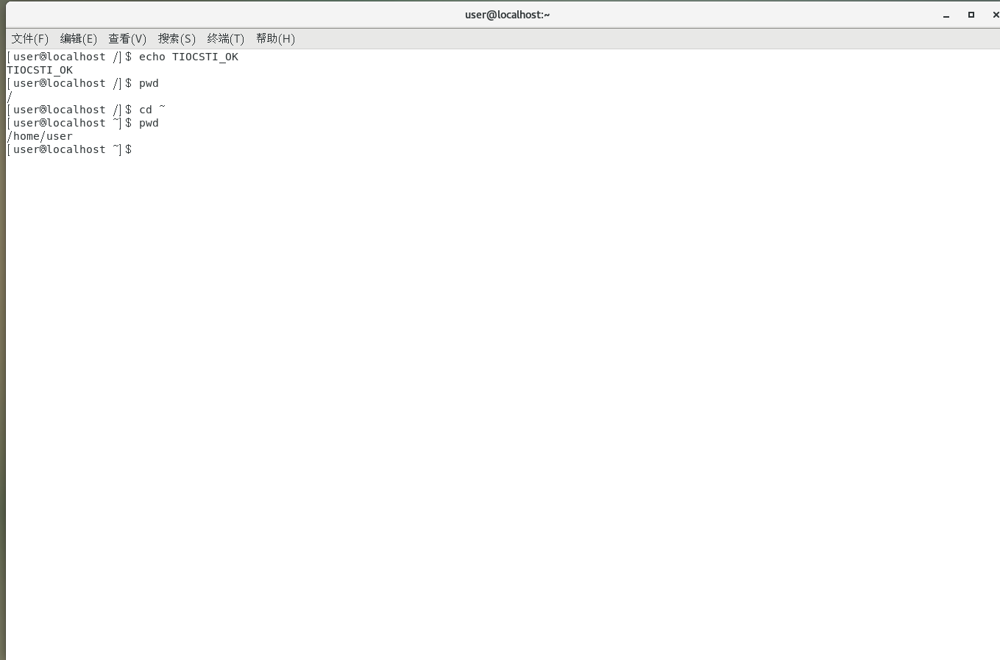 user@localhost:~
文件(F) 编辑(E) 查看(V) 搜索(S) 终端(T) 帮助(H)
[user@localhost /]$ echo TIOCSTI_OK
TIOCSTI_OK
[user@localhost /]$ pwd
/
[user@localhost /]$ cd ~
[user@localhost ~]$ pwd
/home/user
[user@localhost ~]$